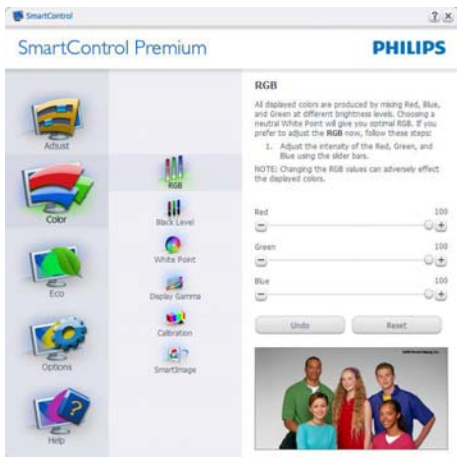 SmartControl
SmartControl Premium
PHILIPS
Adjust
Color
Eco
Options
Help
RGB
Black Level
White Point
Display Gamma
Calibration
SmartImage
RGB
All displayed colors are produced by mixing Red, Blue,
and Green at different brightness levels. Choosing a
neutral White Point will give you optimal RGB. If you
prefer to adjust the RGB now, follow these steps:
1. Adjust the intensity of the Red, Green, and
Blue using the slider bars.
NOTE: Changing the RGB values can adversely effect
the displayed colors.
Red 100
Green 100
Blue 100
Undo Reset